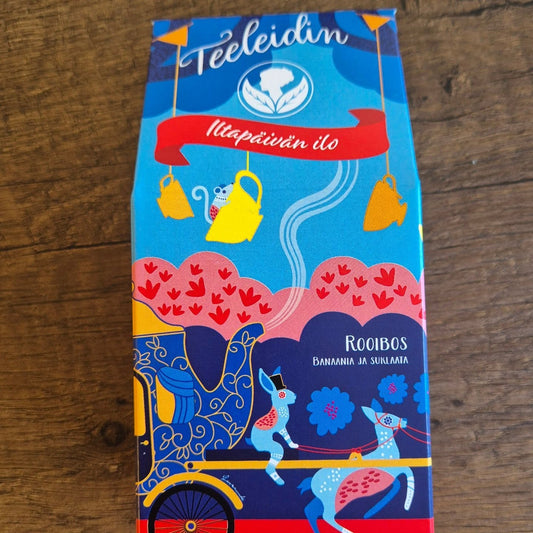 Teeleidin
Iltapäivän ilo
ROOIBOS
BANAANIA JA SUKLAATA